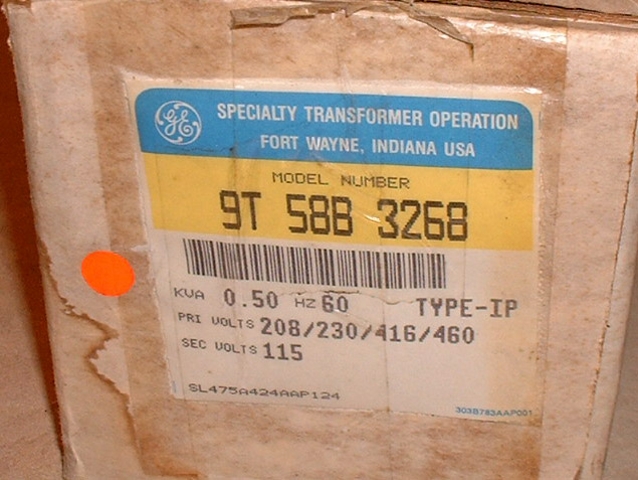 GE
SPECIALTY TRANSFORMER OPERATION
FORT WAYNE, INDIANA USA
MODEL NUMBER
9T 58B 3268
KVA 0.50 HZ 60 TYPE-IP
PRI VOLTS 208/230/416/460
SEC VOLTS 115
SL475A424AAP124
303B783AAP001